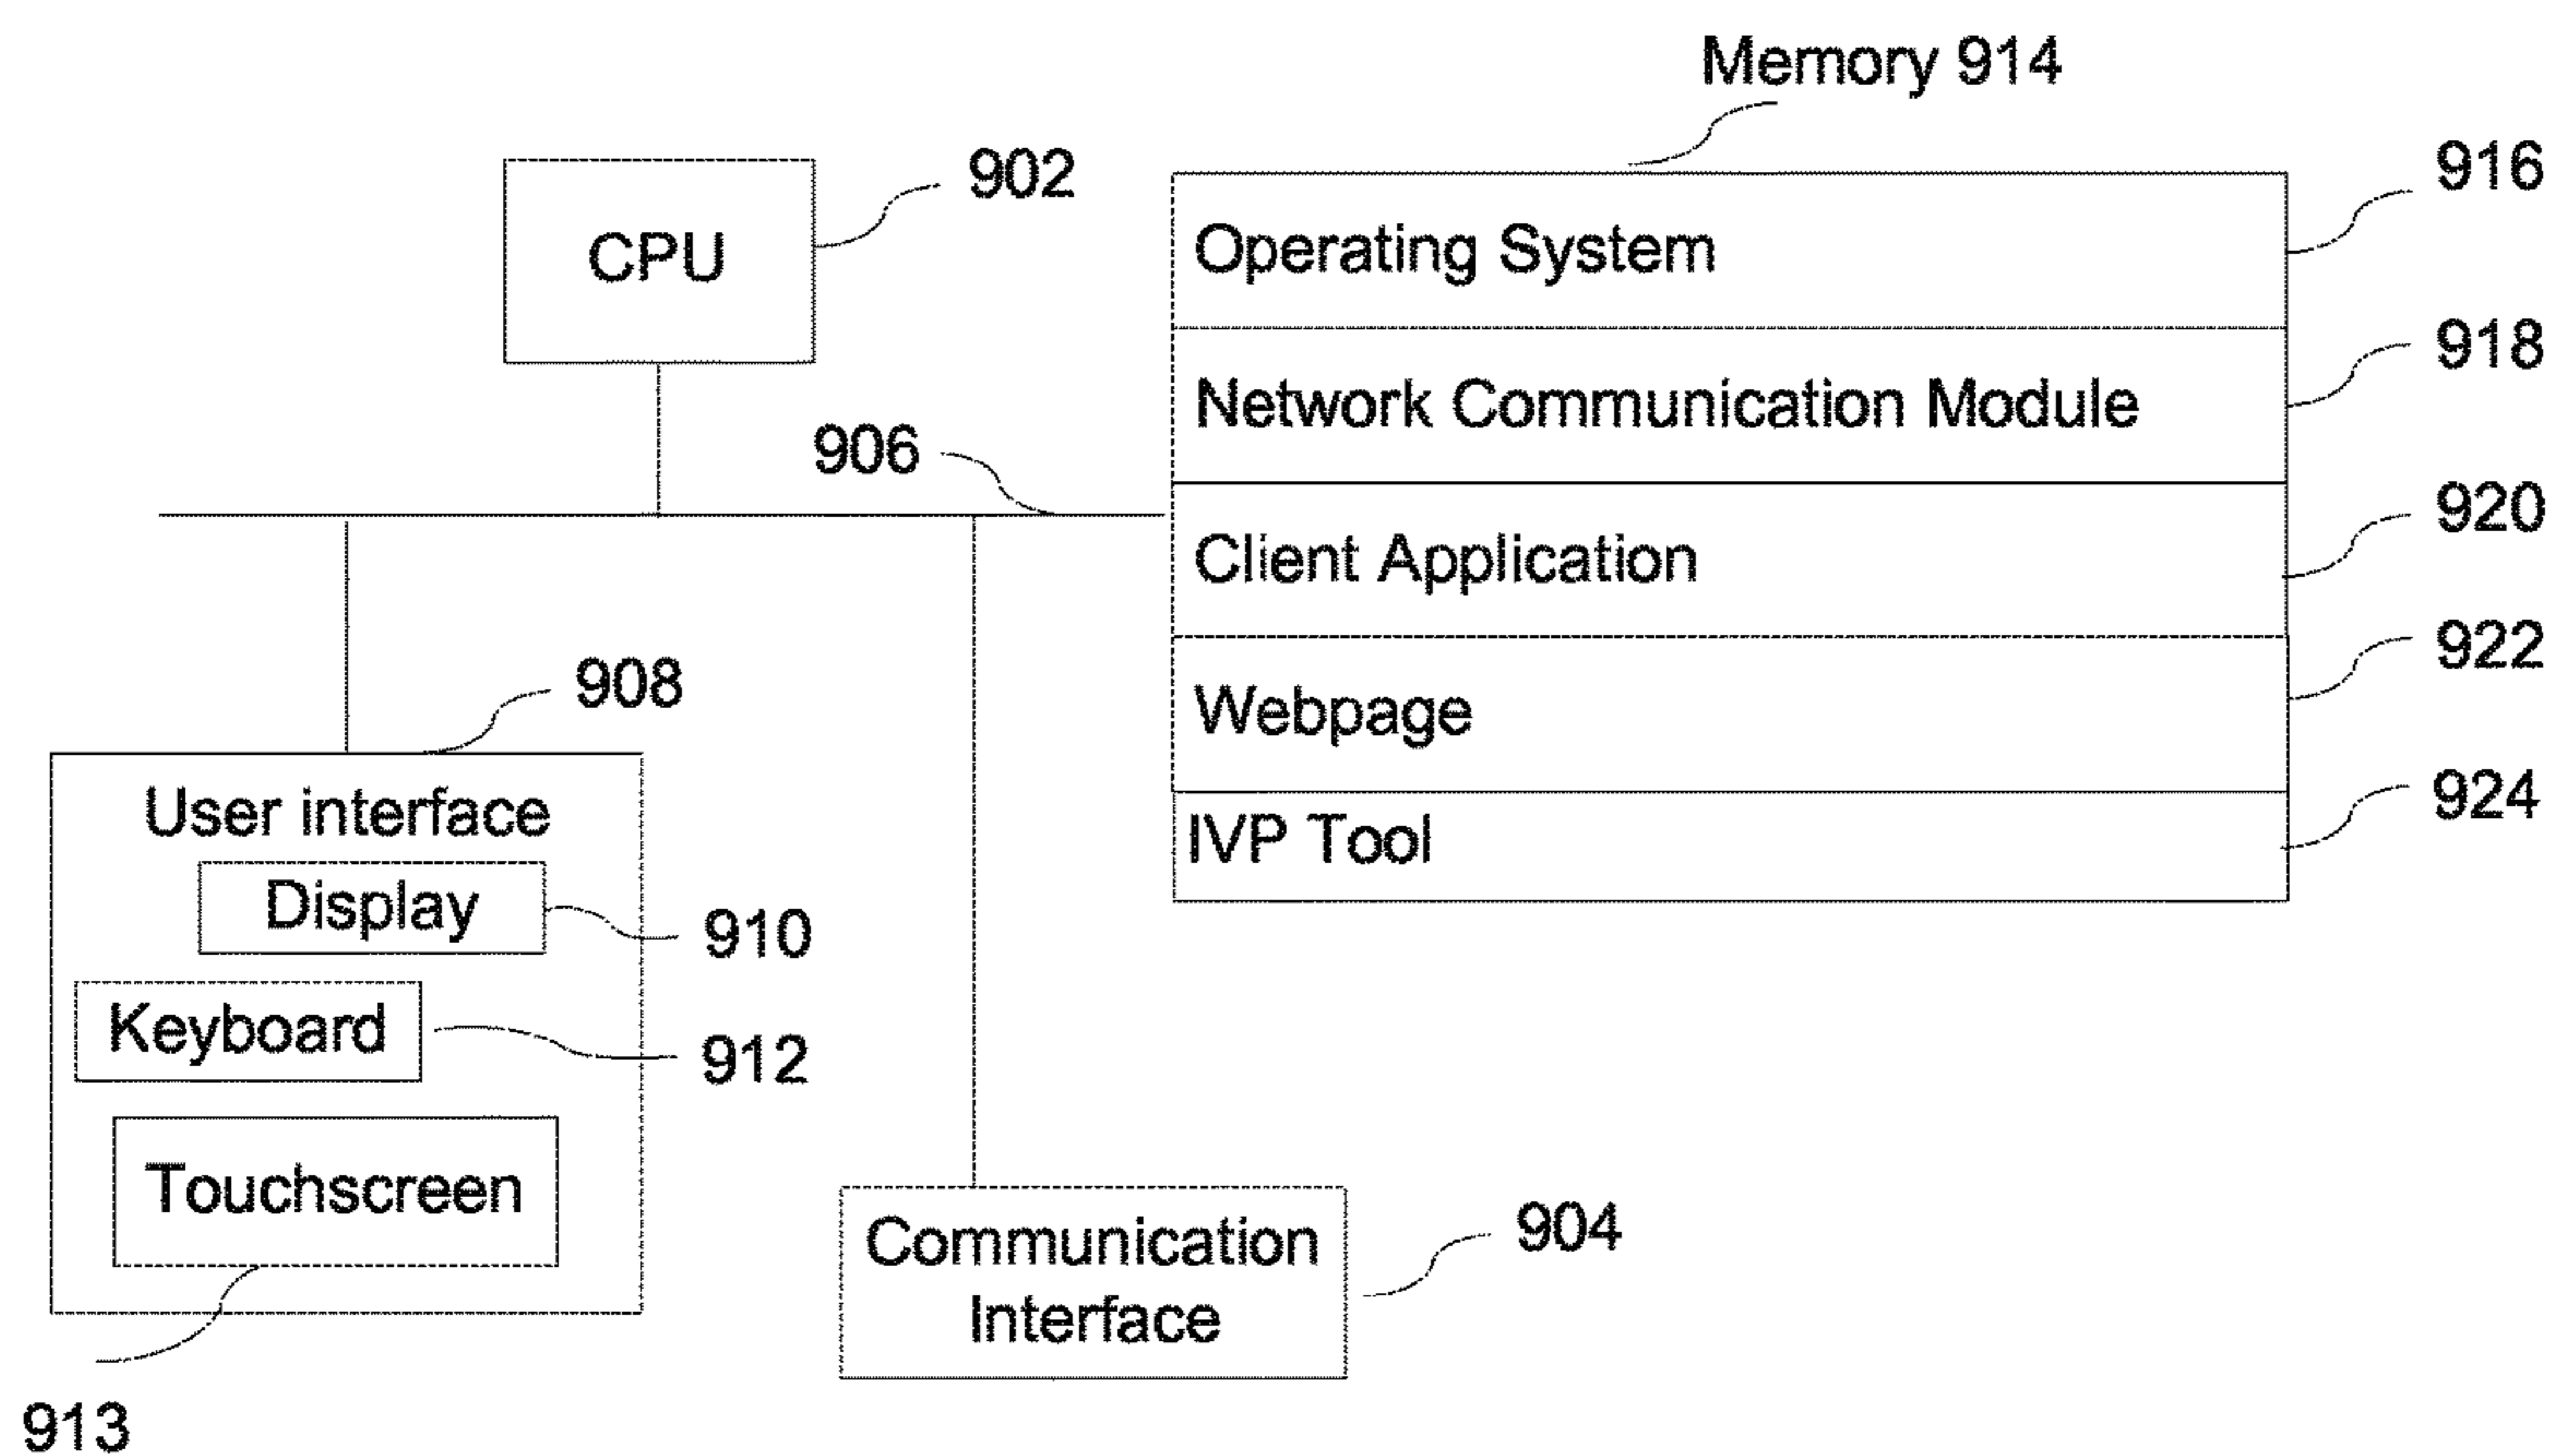 Memory 914
902
CPU
916
Operating System
918
Network Communication Module
906
920
Client Application
922
Webpage
924
IVP Tool
908
User interface
Display
910
Keyboard
912
Touchscreen
913
Communication
Interface
904